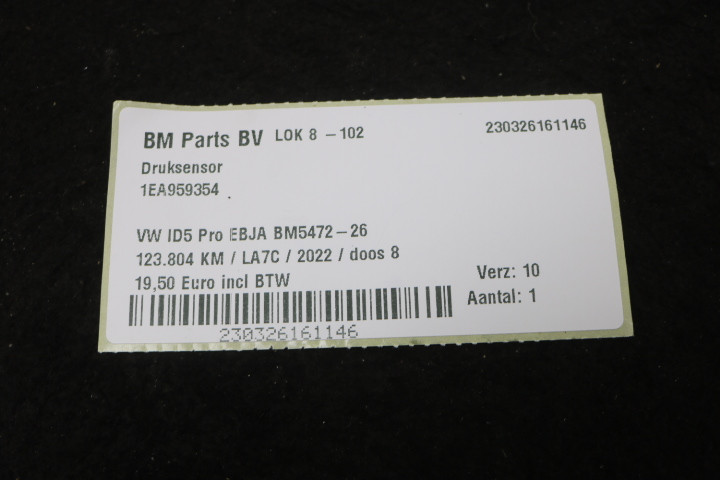 BM Parts BV LOK 8 - 102 230326161146
Druksensor
1EA959354 .
VW ID5 Pro EBJA BM5472-26
123.804 KM / LA7C / 2022 / doos 8
19,50 Euro incl BTW Verz: 10
Aantal: 1
230326161146